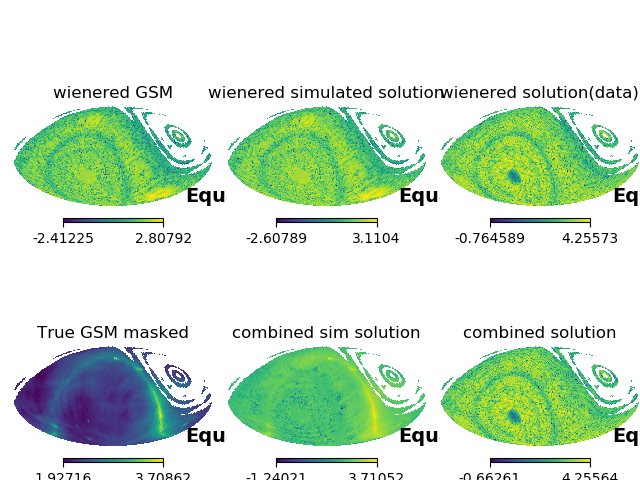 wienered GSM
wienered simulated solution
wienered solution(data)
Equ
Equ
Eq
-2.41225
2.80792
-2.60789
3.1104
-0.764589
4.25573
True GSM masked
combined sim solution
combined solution
Equ
Equ
Eq
1.92716
3.70862
-1.24021
3.71052
-0.66261
4.25564